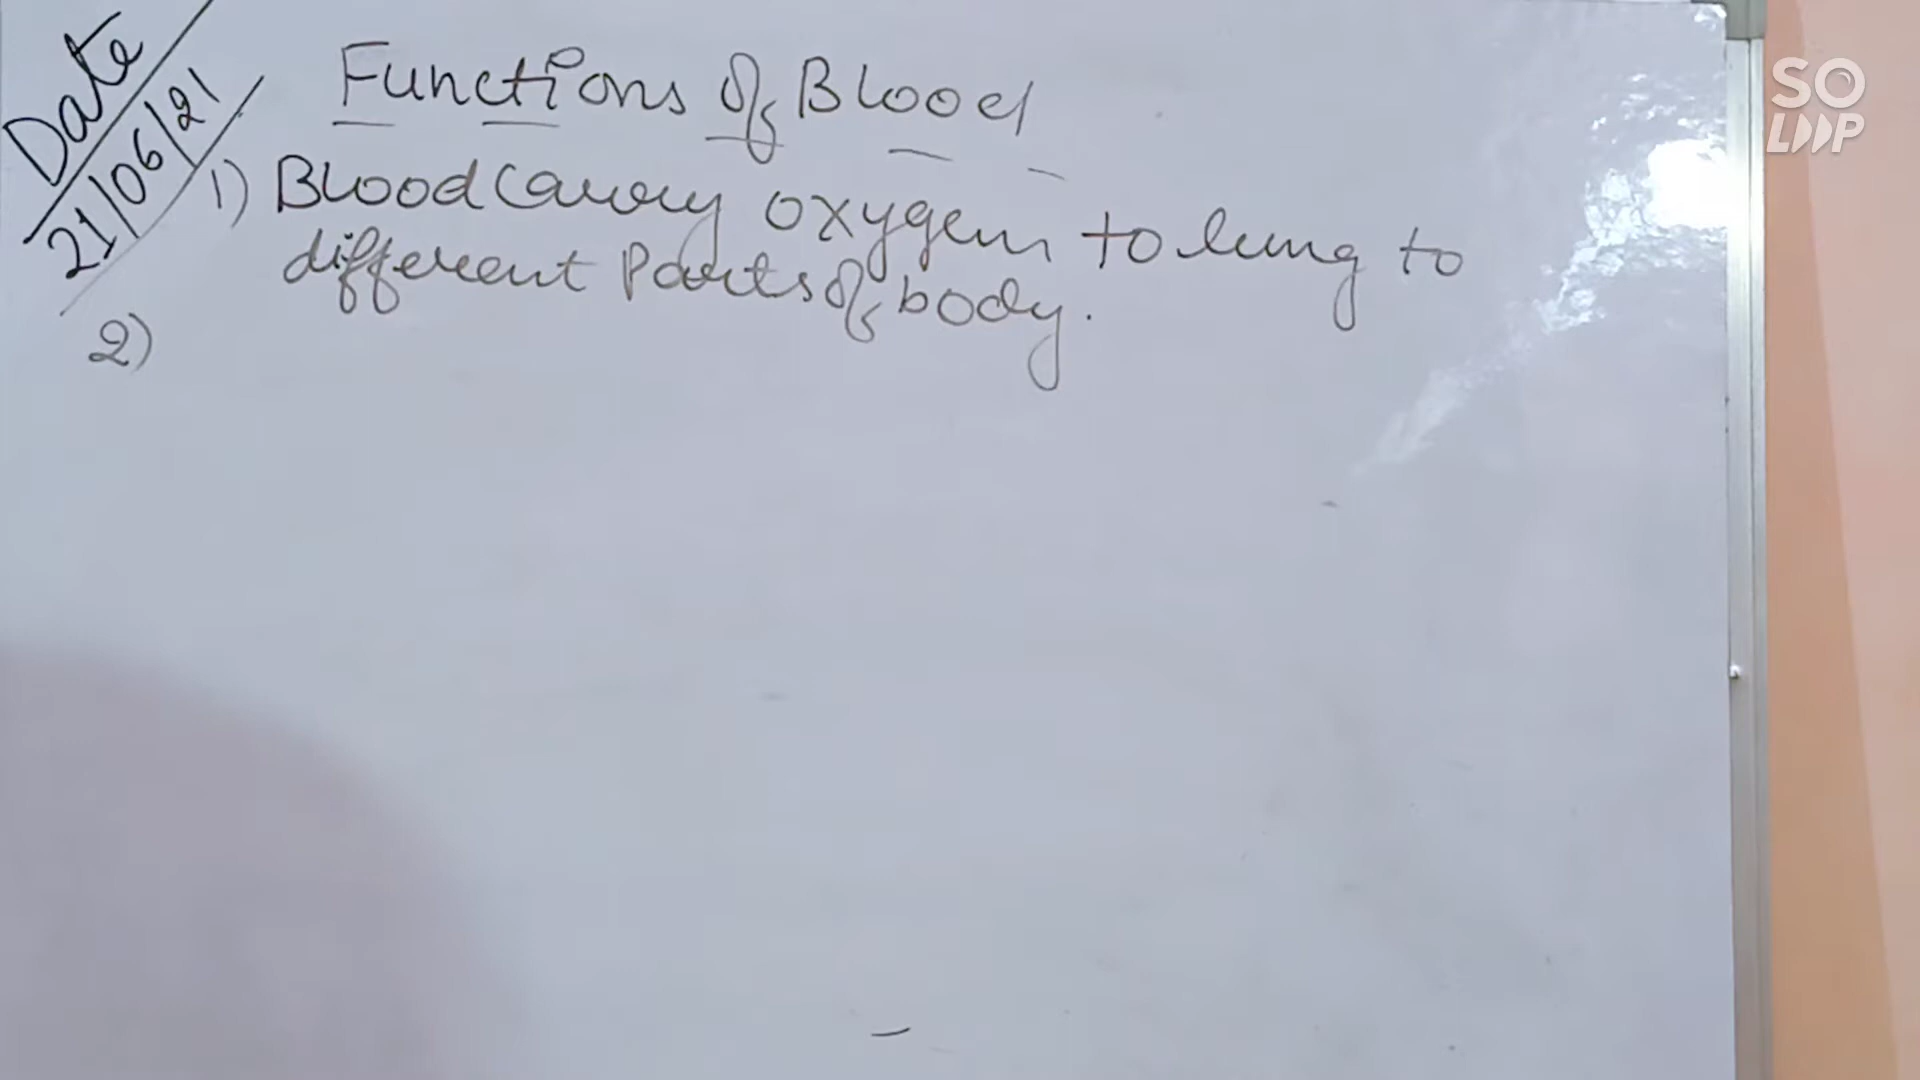 Date
21/06/21
Functions of Blood
1) Blood carry oxygen to lung to
different Parts of body.
2)
SO
LOOP